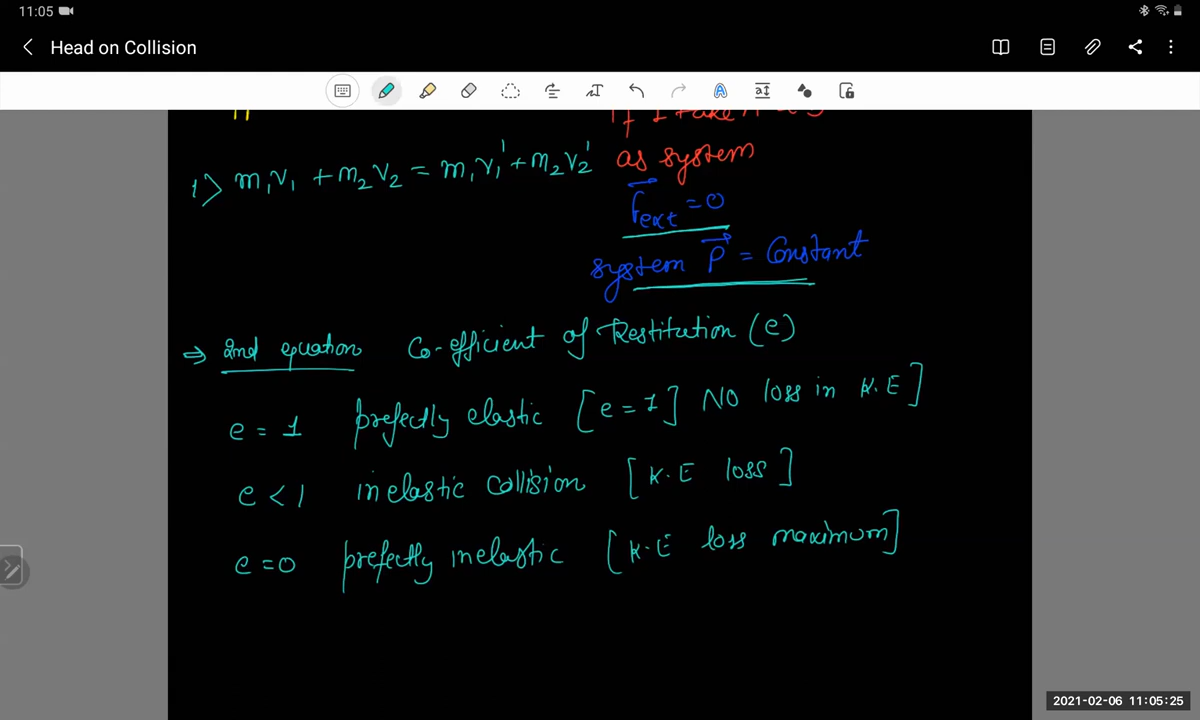 11:05
Head on Collision
If I take
as system
1> m₁v₁ + m₂v₂ = m₁v₁' + m₂v₂'
F⃗ext = 0
system P⃗ = Constant
⇒ 2nd equation Co-efficient of Restitution (e)
e = 1 prefectly elastic [e = 1] NO loss in K.E]
e < 1 inelastic collision [K.E loss]
e = 0 prefectly inelastic [K.E loss maximum]
2021-02-06 11:05:25